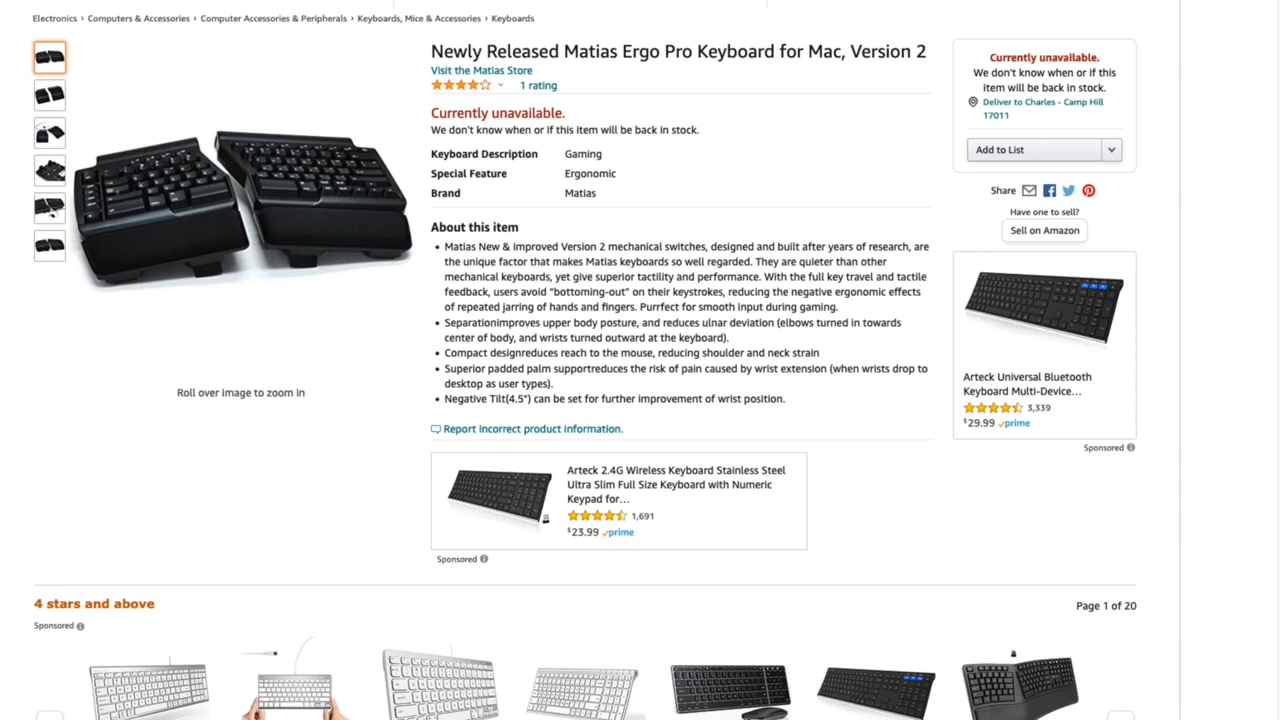 Electronics › Computers & Accessories › Computer Accessories & Peripherals › Keyboards, Mice & Accessories › Keyboards
Newly Released Matias Ergo Pro Keyboard for Mac, Version 2
Visit the Matias Store
1 rating
Currently unavailable.
We don't know when or if this item will be back in stock.
Keyboard Description Gaming
Special Feature Ergonomic
Brand Matias
About this item
• Matias New & improved Version 2 mechanical switches, designed and built after years of research, are
the unique factor that makes Matias keyboards so well regarded. They are quieter than other
mechanical keyboards, yet give superior tactility and performance. With the full key travel and tactile
feedback, users avoid “bottoming-out” on their keystrokes, reducing the negative ergonomic effects
of repeated jarring of hands and fingers. Purrfect for smooth input during gaming.
• Separationimproves upper body posture, and reduces ulnar deviation (elbows turned in towards
center of body, and wrists turned outward at the keyboard).
• Compact designreduces reach to the mouse, reducing shoulder and neck strain
• Superior padded palm supportreduces the risk of pain caused by wrist extension (when wrists drop to
desktop as user types).
• Negative Tilt(4.5°) can be set for further improvement of wrist position.
Report incorrect product information.
Roll over image to zoom in
Arteck 2.4G Wireless Keyboard Stainless Steel
Ultra Slim Full Size Keyboard with Numeric
Keypad for...
1,691
$23.99 prime
Sponsored
Currently unavailable.
We don't know when or if this
item will be back in stock.
Deliver to Charles - Camp Hill
17011
Add to List
Share
Have one to sell?
Sell on Amazon
Arteck Universal Bluetooth
Keyboard Multi-Device...
3,339
$29.99 prime
Sponsored
4 stars and above
Page 1 of 20
Sponsored